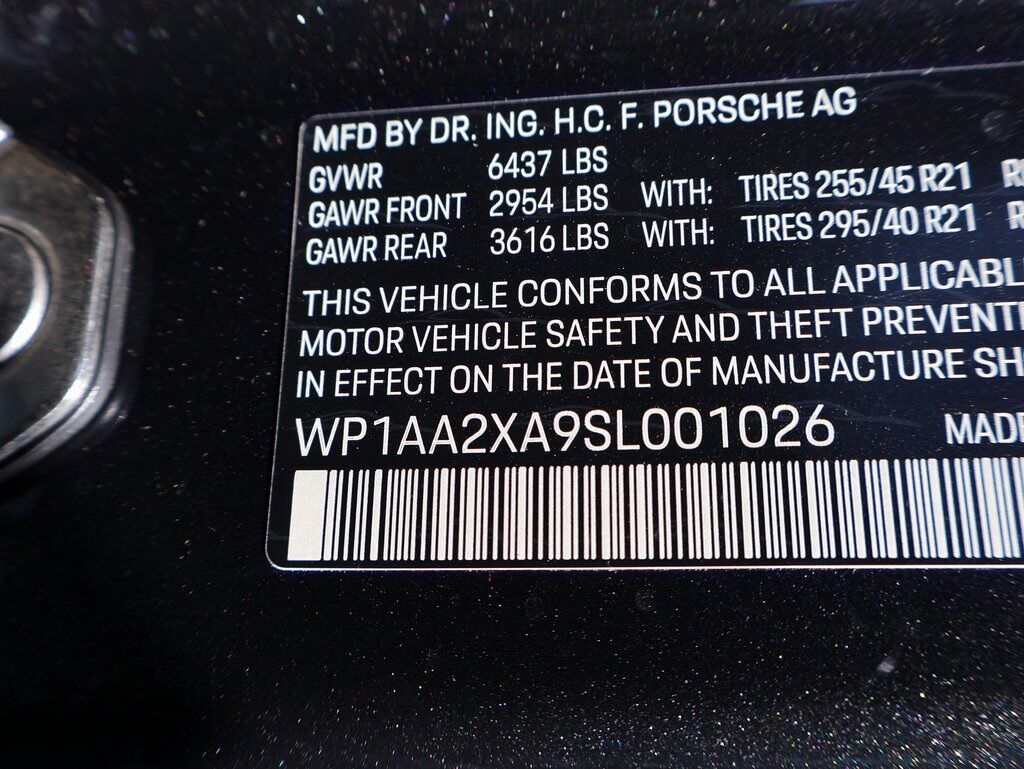 MFD BY DR. ING. H.C. F. PORSCHE AG
GVWR 6437 LBS
GAWR FRONT 2954 LBS WITH: TIRES 255/45 R21
GAWR REAR 3616 LBS WITH: TIRES 295/40 R21
THIS VEHICLE CONFORMS TO ALL APPLICABL
MOTOR VEHICLE SAFETY AND THEFT PREVENTI
IN EFFECT ON THE DATE OF MANUFACTURE SH
WP1AA2XA9SL001026 MADE